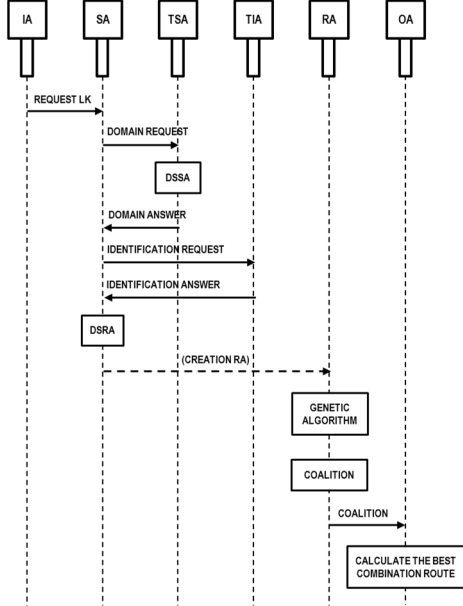 IA
SA
TSA
TIA
RA
OA
REQUEST LK
DOMAIN REQUEST
DSSA
DOMAIN ANSWER
IDENTIFICATION REQUEST
IDENTIFICATION ANSWER
DSRA
(CREATION RA)
GENETIC
ALGORITHM
COALITION
COALITION
CALCULATE THE BEST
COMBINATION ROUTE